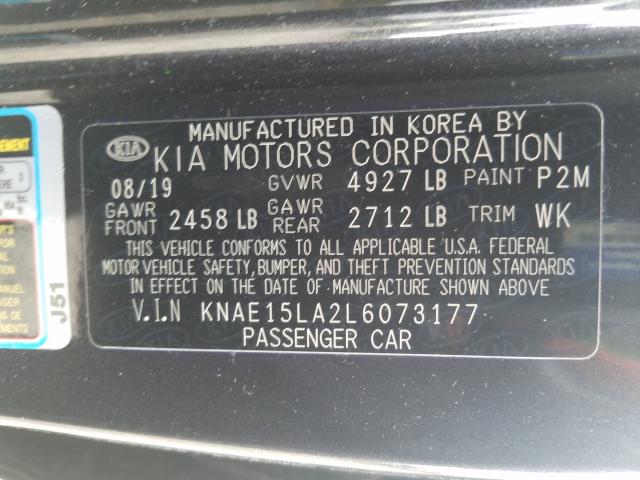 MANUFACTURED IN KOREA BY
KIA KIA MOTORS CORPORATION
08/19 GVWR 4927 LB PAINT P2M
GAWR FRONT 2458 LB GAWR REAR 2712 LB TRIM WK
THIS VEHICLE CONFORMS TO ALL APPLICABLE U.S.A. FEDERAL
MOTOR VEHICLE SAFETY, BUMPER, AND THEFT PREVENTION STANDARDS
IN EFFECT ON THE DATE OF MANUFACTURE SHOWN ABOVE
V.I.N KNAE15LA2L6073177
PASSENGER CAR
J51